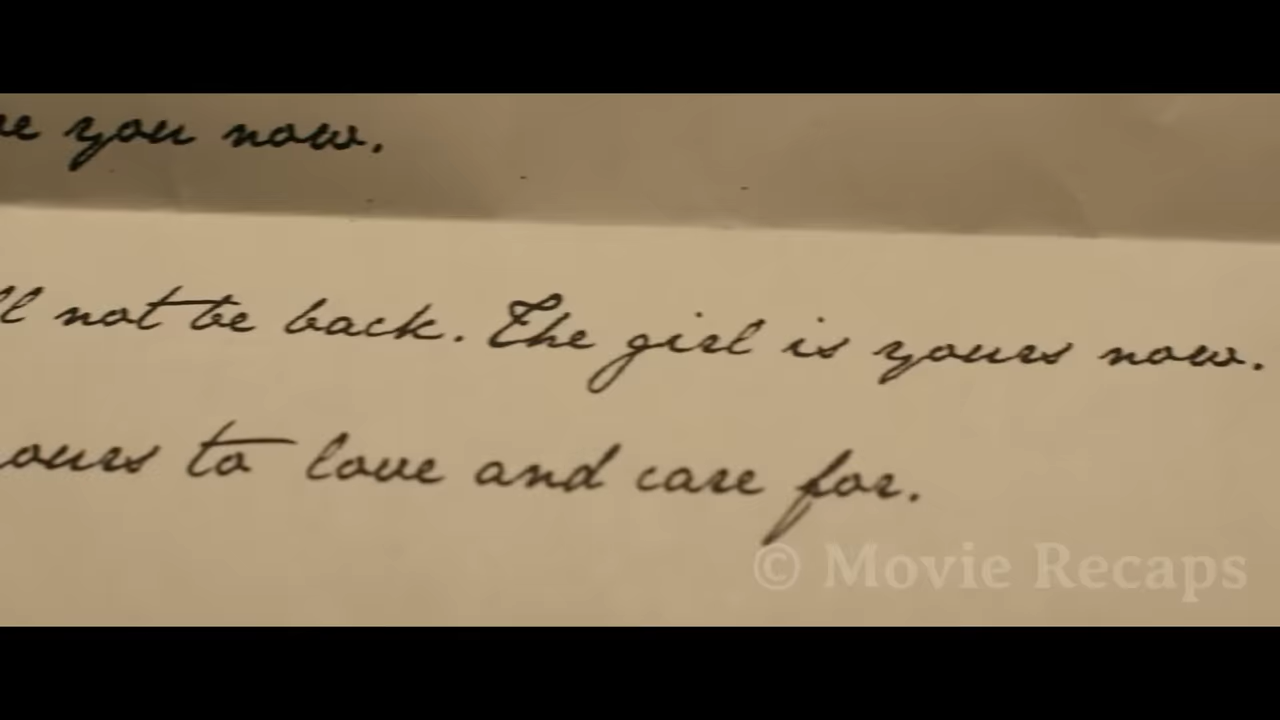 you now.
not be back. The girl is yours now.
to love and care for.
© Movie Recaps